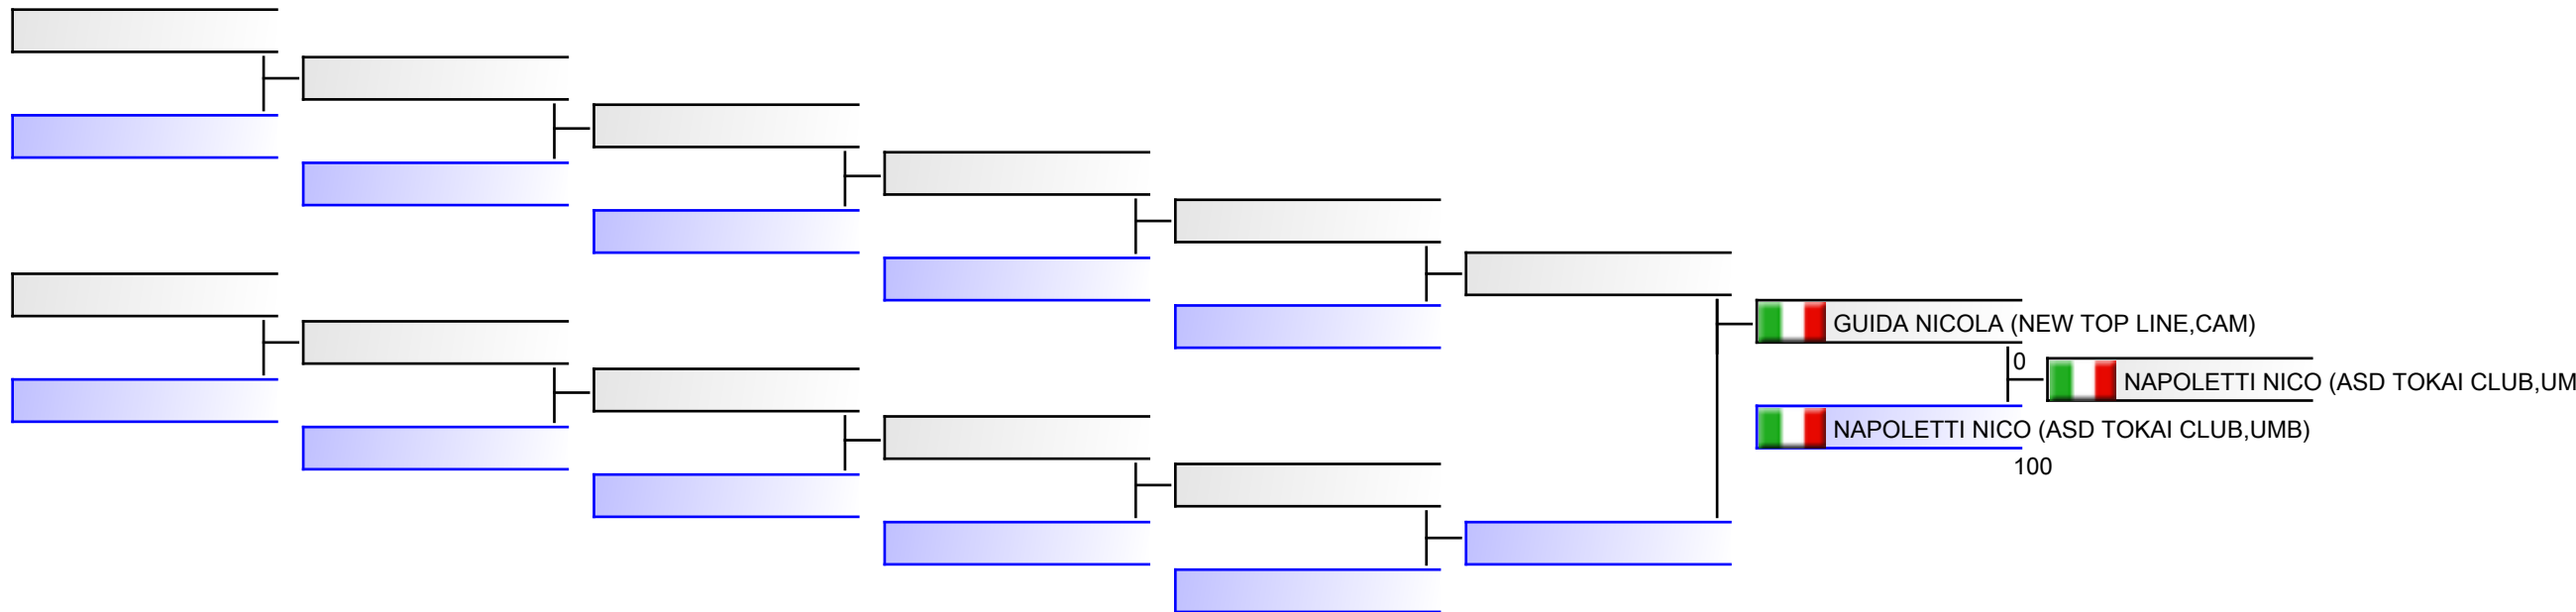 GUIDA NICOLA (NEW TOP LINE,CAM)
0
NAPOLETTI NICO (ASD TOKAI CLUB,UM
NAPOLETTI NICO (ASD TOKAI CLUB,UMB)
100